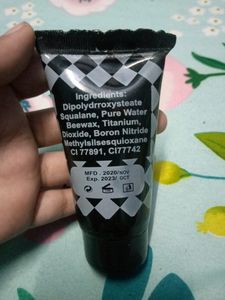 Ingredients:
Dipolydrroxysteate
Squalane, Pure Water
Beewax, Titanium,
Dioxide, Boron Nitride
Methylsilsesquioxane
CI 77891, CI77742
MFD . 2020/NOV
Exp. 2023/ OCT